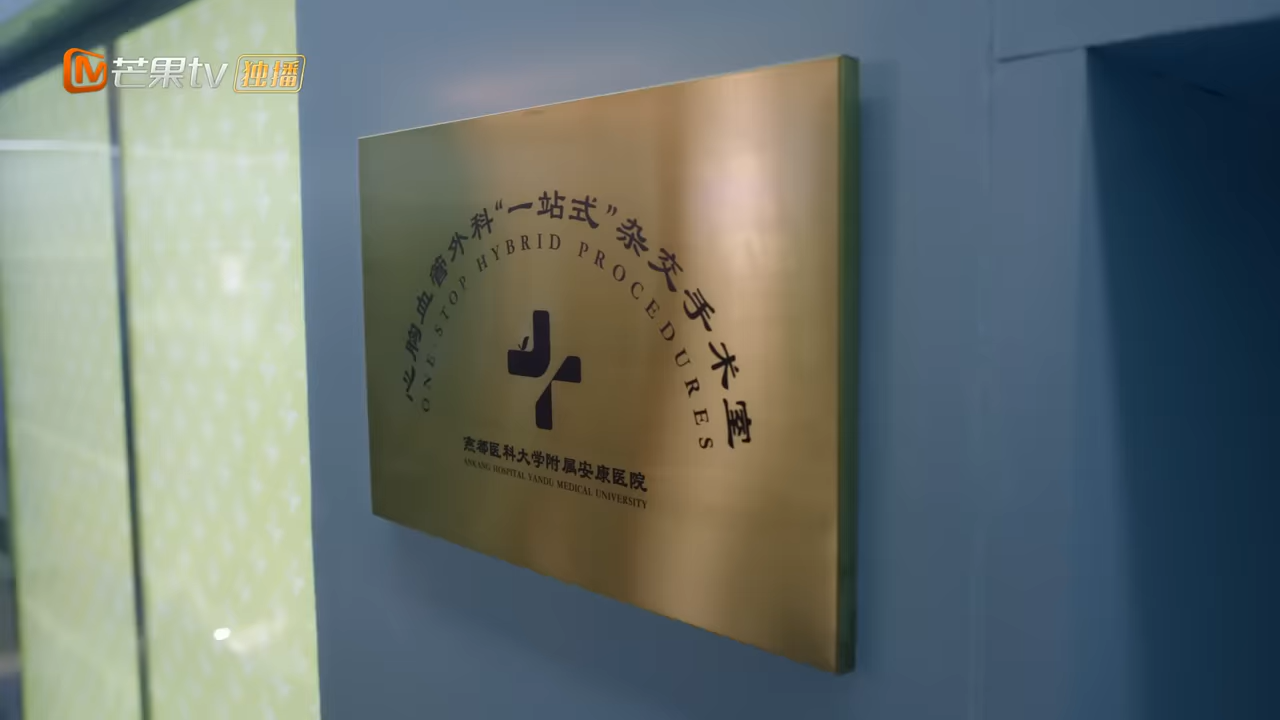 芒果tv 独播
心胸血管外科“一站式”杂交手术室
ONE STOP HYBRID PROCEDURES
燕都医科大学附属安康医院
ANKANG HOSPITAL YANDU MEDICAL UNIVERSITY